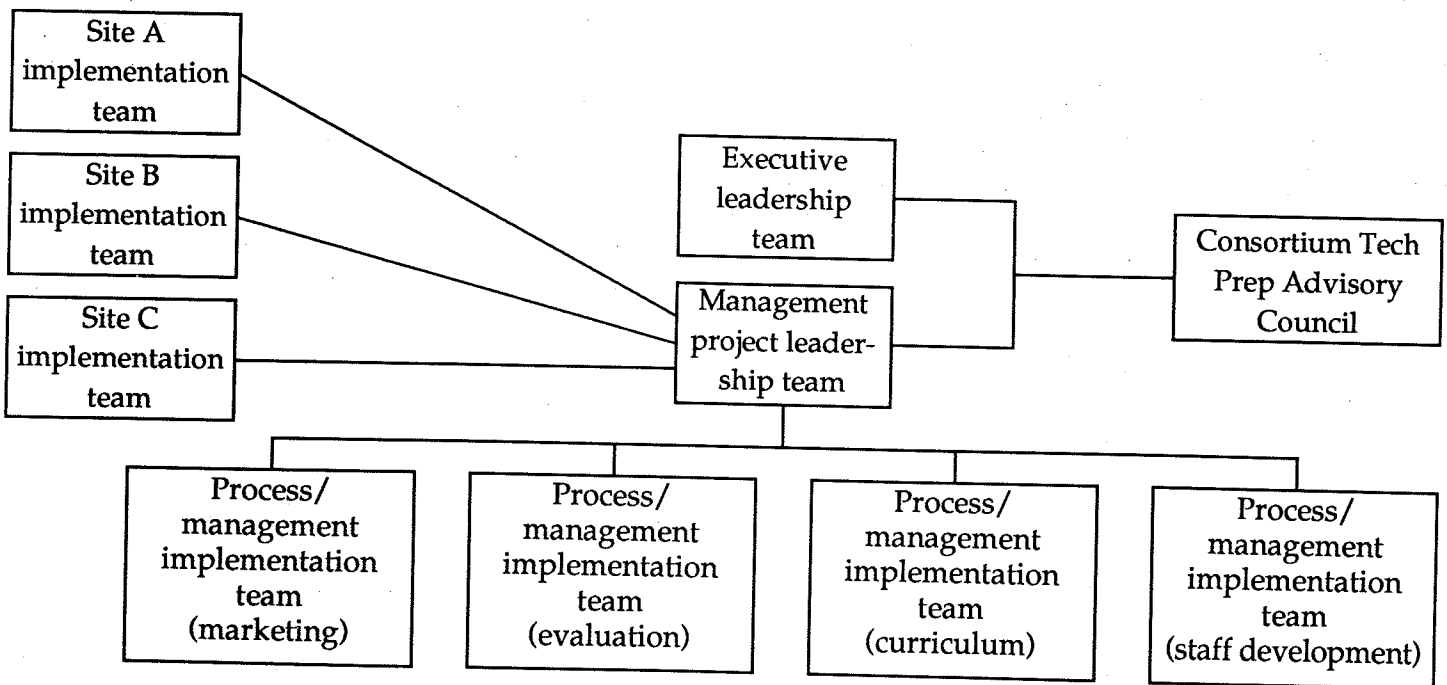 Site A
implementation
team
Site B
implementation
team
Site C
implementation
team
Executive
leadership
team
Management
project leader-
ship team
Consortium Tech
Prep Advisory
Council
Process/
management
implementation
team
(marketing)
Process/
management
implementation
team
(evaluation)
Process/
management
implementation
team
(curriculum)
Process/
management
implementation
team
(staff development)